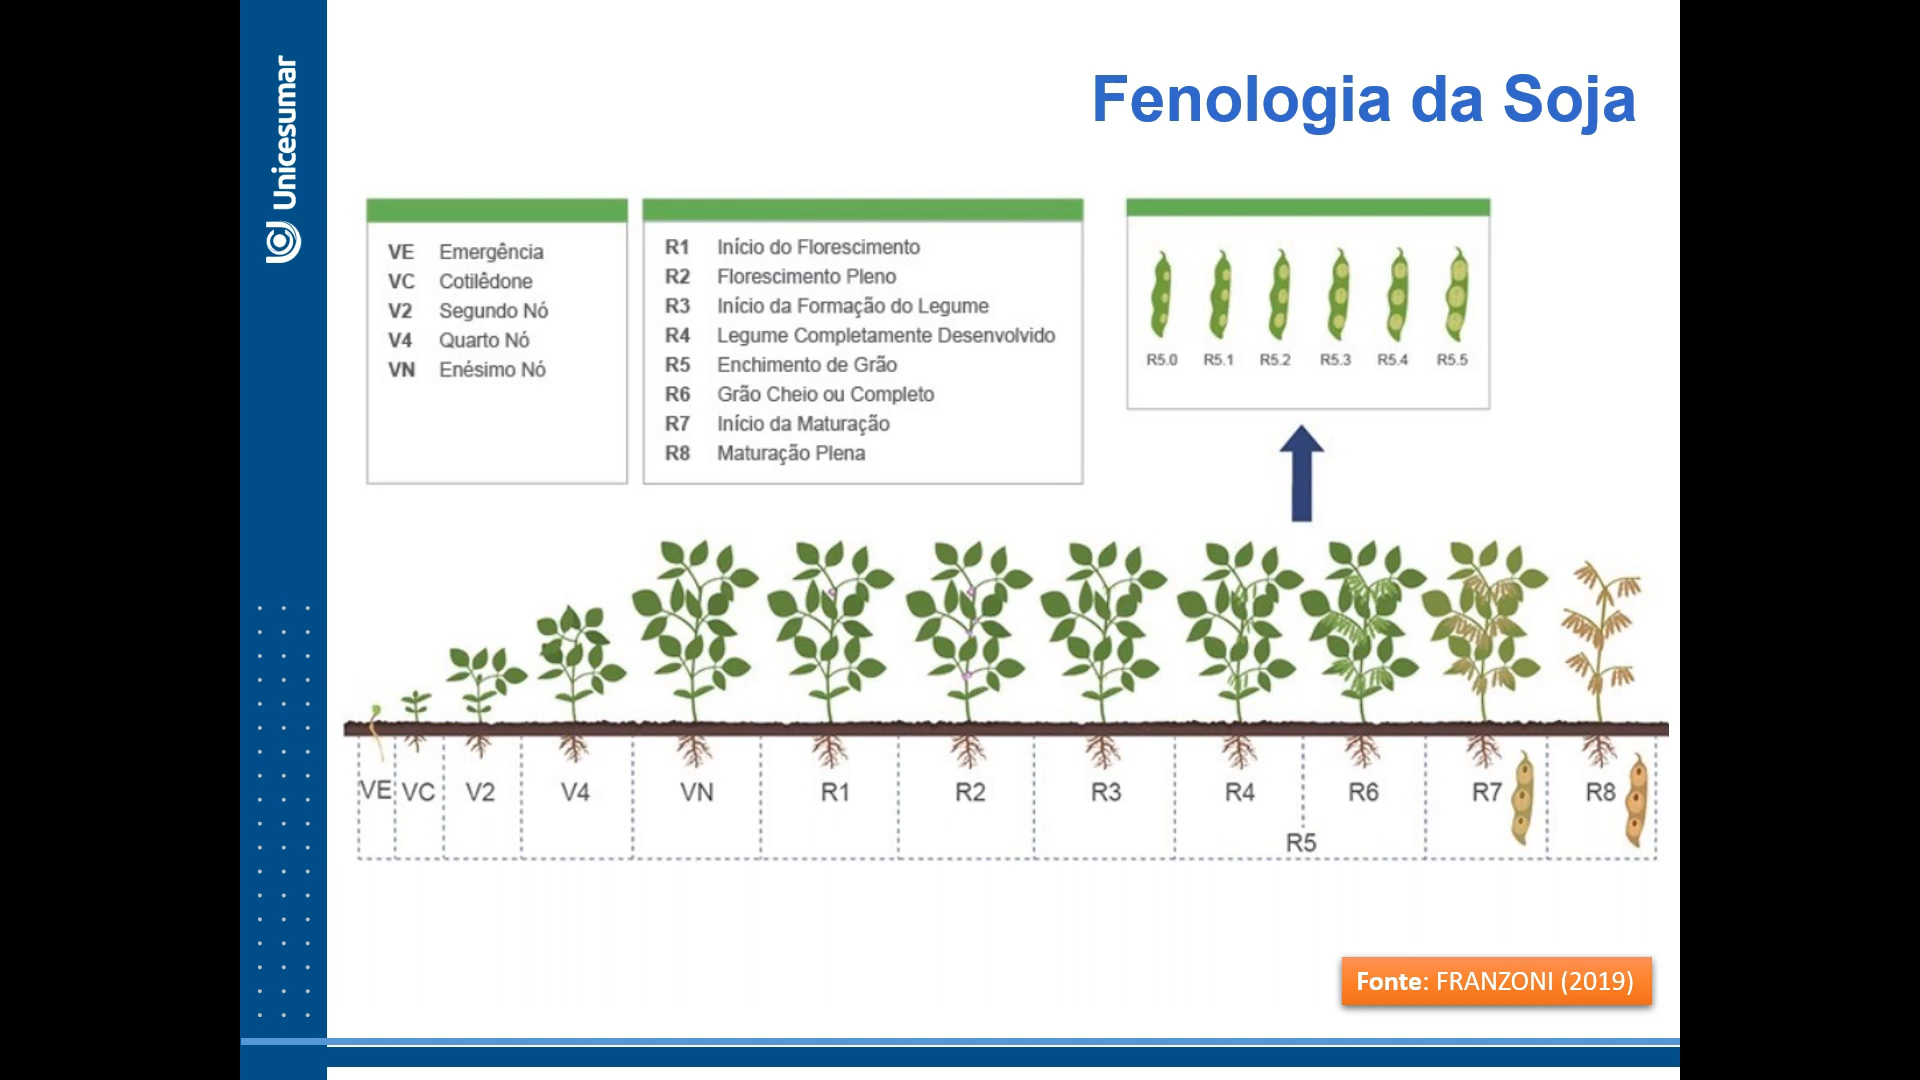 Unicesumar
Fenologia da Soja
VE Emergência
VC Cotilêdone
V2 Segundo Nó
V4 Quarto Nó
VN Enésimo Nó
R1 Início do Florescimento
R2 Florescimento Pleno
R3 Início da Formação do Legume
R4 Legume Completamente Desenvolvido
R5 Enchimento de Grão
R6 Grão Cheio ou Completo
R7 Início da Maturação
R8 Maturação Plena
R5.0 R5.1 R5.2 R5.3 R5.4 R5.5
VE VC V2 V4 VN R1 R2 R3 R4 R6 R7 R8
R5
Fonte: FRANZONI (2019)